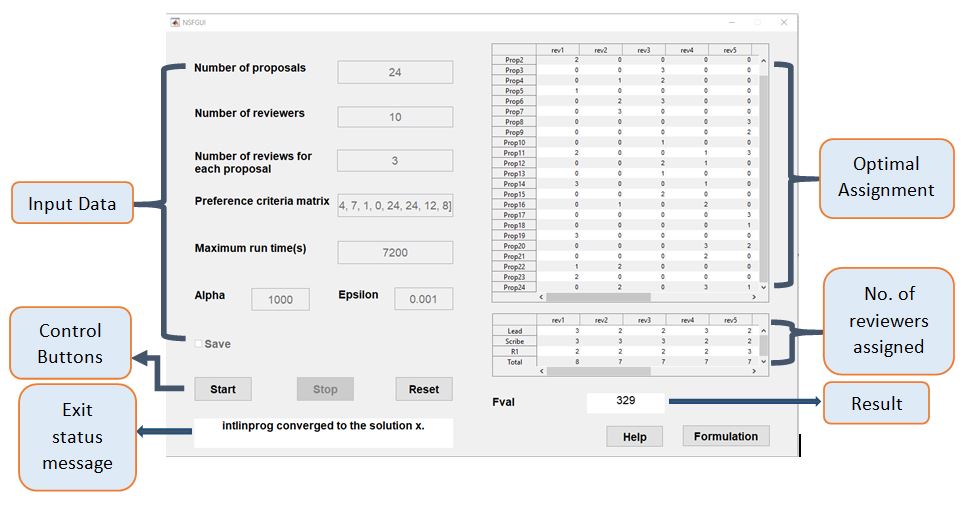 NSFGUI
Number of proposals
24
Number of reviewers
10
Number of reviews for
each proposal
3
Preference criteria matrix
4, 7, 1, 0, 24, 24, 12, 8]
Maximum run time(s)
7200
Alpha
1000
Epsilon
0.001
Save
Start
Stop
Reset
intlinprog converged to the solution x.
Input Data
Control
Buttons
Exit
status
message
rev1 rev2 rev3 rev4 rev5
Prop2 2 0 0 0 0
Prop3 0 0 3 0 0
Prop4 0 1 2 0 0
Prop5 1 0 0 0 0
Prop6 0 2 3 0 0
Prop7 0 3 0 0 0
Prop8 0 0 0 0 3
Prop9 0 0 0 0 2
Prop10 0 0 1 0 0
Prop11 2 0 0 1 3
Prop12 0 0 2 1 0
Prop13 0 0 1 0 0
Prop14 3 0 0 1 0
Prop15 0 0 2 0 0
Prop16 0 1 0 2 0
Prop17 0 0 0 0 3
Prop18 0 0 0 0 1
Prop19 3 0 0 0 0
Prop20 0 0 0 3 2
Prop21 0 0 0 2 0
Prop22 1 2 0 0 0
Prop23 2 0 0 0 0
Prop24 0 2 0 3 1
rev1 rev2 rev3 rev4 rev5
Lead 3 2 2 3 2
Scribe 3 3 3 2 2
R1 2 2 2 2 3
Total 8 7 7 7 7
Fval
329
Help
Formulation
Optimal
Assignment
No. of
reviewers
assigned
Result